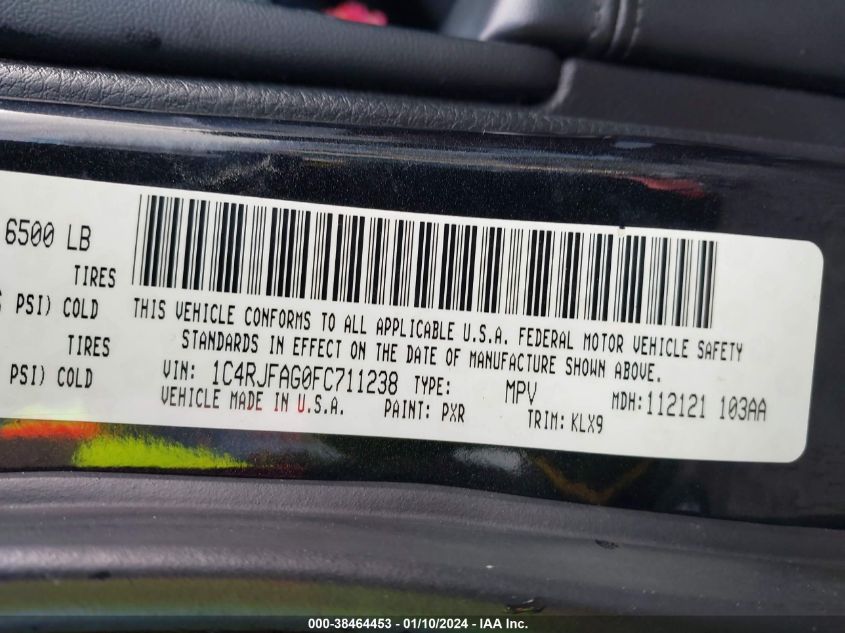 6500 LB
TIRES
PSI) COLD
TIRES
PSI) COLD
THIS VEHICLE CONFORMS TO ALL APPLICABLE U.S.A. FEDERAL MOTOR VEHICLE SAFETY
STANDARDS IN EFFECT ON THE DATE OF MANUFACTURE SHOWN ABOVE.
VIN: 1C4RJFAG0FC711238 TYPE: MPV MDH: 112121 103AA
VEHICLE MADE IN U.S.A. PAINT: PXR TRIM: KLX9
000-38464453 - 01/10/2024 - IAA Inc.